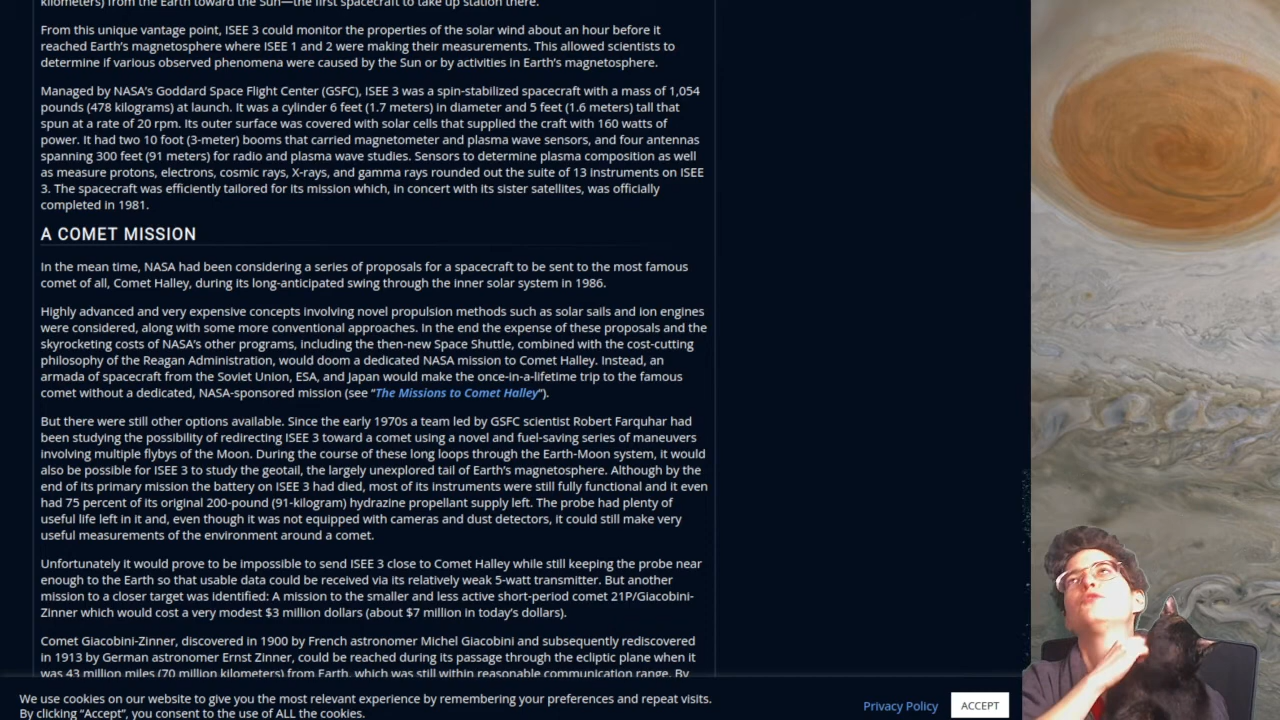 kilometers) from the Earth toward the Sun—the first spacecraft to take up station there.
From this unique vantage point, ISEE 3 could monitor the properties of the solar wind about an hour before it
reached Earth's magnetosphere where ISEE 1 and 2 were making their measurements. This allowed scientists to
determine if various observed phenomena were caused by the Sun or by activities in Earth's magnetosphere.
Managed by NASA's Goddard Space Flight Center (GSFC), ISEE 3 was a spin-stabilized spacecraft with a mass of 1,054
pounds (478 kilograms) at launch. It was a cylinder 6 feet (1.7 meters) in diameter and 5 feet (1.6 meters) tall that
spun at a rate of 20 rpm. Its outer surface was covered with solar cells that supplied the craft with 160 watts of
power. It had two 10 foot (3-meter) booms that carried magnetometer and plasma wave sensors, and four antennas
spanning 300 feet (91 meters) for radio and plasma wave studies. Sensors to determine plasma composition as well
as measure protons, electrons, cosmic rays, X-rays, and gamma rays rounded out the suite of 13 instruments on ISEE
3. The spacecraft was efficiently tailored for its mission which, in concert with its sister satellites, was officially
completed in 1981.
A COMET MISSION
In the mean time, NASA had been considering a series of proposals for a spacecraft to be sent to the most famous
comet of all, Comet Halley, during its long-anticipated swing through the inner solar system in 1986.
Highly advanced and very expensive concepts involving novel propulsion methods such as solar sails and ion engines
were considered, along with some more conventional approaches. In the end the expense of these proposals and the
skyrocketing costs of NASA's other programs, including the then-new Space Shuttle, combined with the cost-cutting
philosophy of the Reagan Administration, would doom a dedicated NASA mission to Comet Halley. Instead, an
armada of spacecraft from the Soviet Union, ESA, and Japan would make the once-in-a-lifetime trip to the famous
comet without a dedicated, NASA-sponsored mission (see “The Missions to Comet Halley“).
But there were still other options available. Since the early 1970s a team led by GSFC scientist Robert Farquhar had
been studying the possibility of redirecting ISEE 3 toward a comet using a novel and fuel-saving series of maneuvers
involving multiple flybys of the Moon. During the course of these long loops through the Earth-Moon system, it would
also be possible for ISEE 3 to study the geotail, the largely unexplored tail of Earth's magnetosphere. Although by the
end of its primary mission the battery on ISEE 3 had died, most of its instruments were still fully functional and it even
had 75 percent of its original 200-pound (91-kilogram) hydrazine propellant supply left. The probe had plenty of
useful life left in it and, even though it was not equipped with cameras and dust detectors, it could still make very
useful measurements of the environment around a comet.
Unfortunately it would prove to be impossible to send ISEE 3 close to Comet Halley while still keeping the probe near
enough to the Earth so that usable data could be received via its relatively weak 5-watt transmitter. But another
mission to a closer target was identified: A mission to the smaller and less active short-period comet 21P/Giacobini-
Zinner which would cost a very modest $3 million dollars (about $7 million in today's dollars).
Comet Giacobini-Zinner, discovered in 1900 by French astronomer Michel Giacobini and subsequently rediscovered
in 1913 by German astronomer Ernst Zinner, could be reached during its passage through the ecliptic plane when it
was 43 million miles (70 million kilometers) from Earth, which was still within reasonable communication range. By
We use cookies on our website to give you the most relevant experience by remembering your preferences and repeat visits.
By clicking “Accept”, you consent to the use of ALL the cookies.
Privacy Policy
ACCEPT